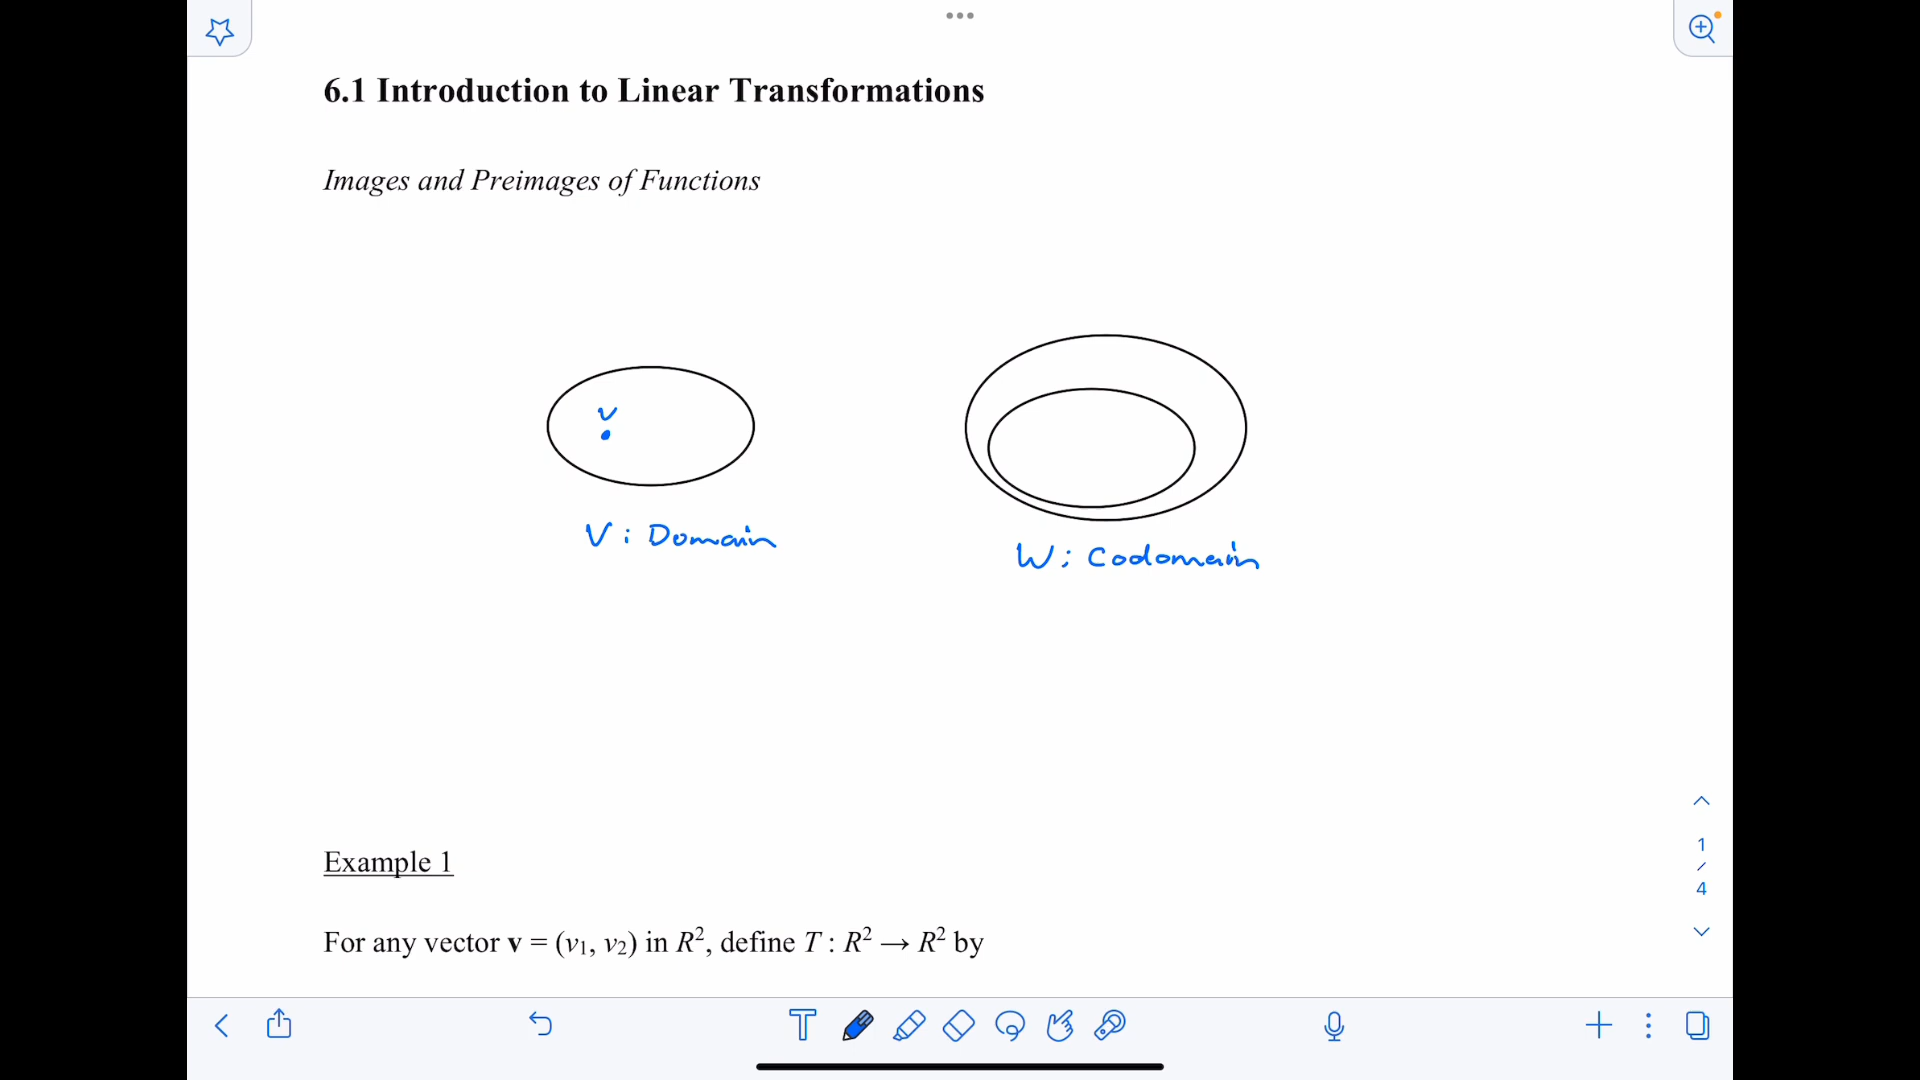 6.1 Introduction to Linear Transformations
Images and Preimages of Functions
v
V : Domain
W ; Codomain
Example 1
For any vector v = (v₁, v₂) in R², define T : R² → R² by
1
/
4
T